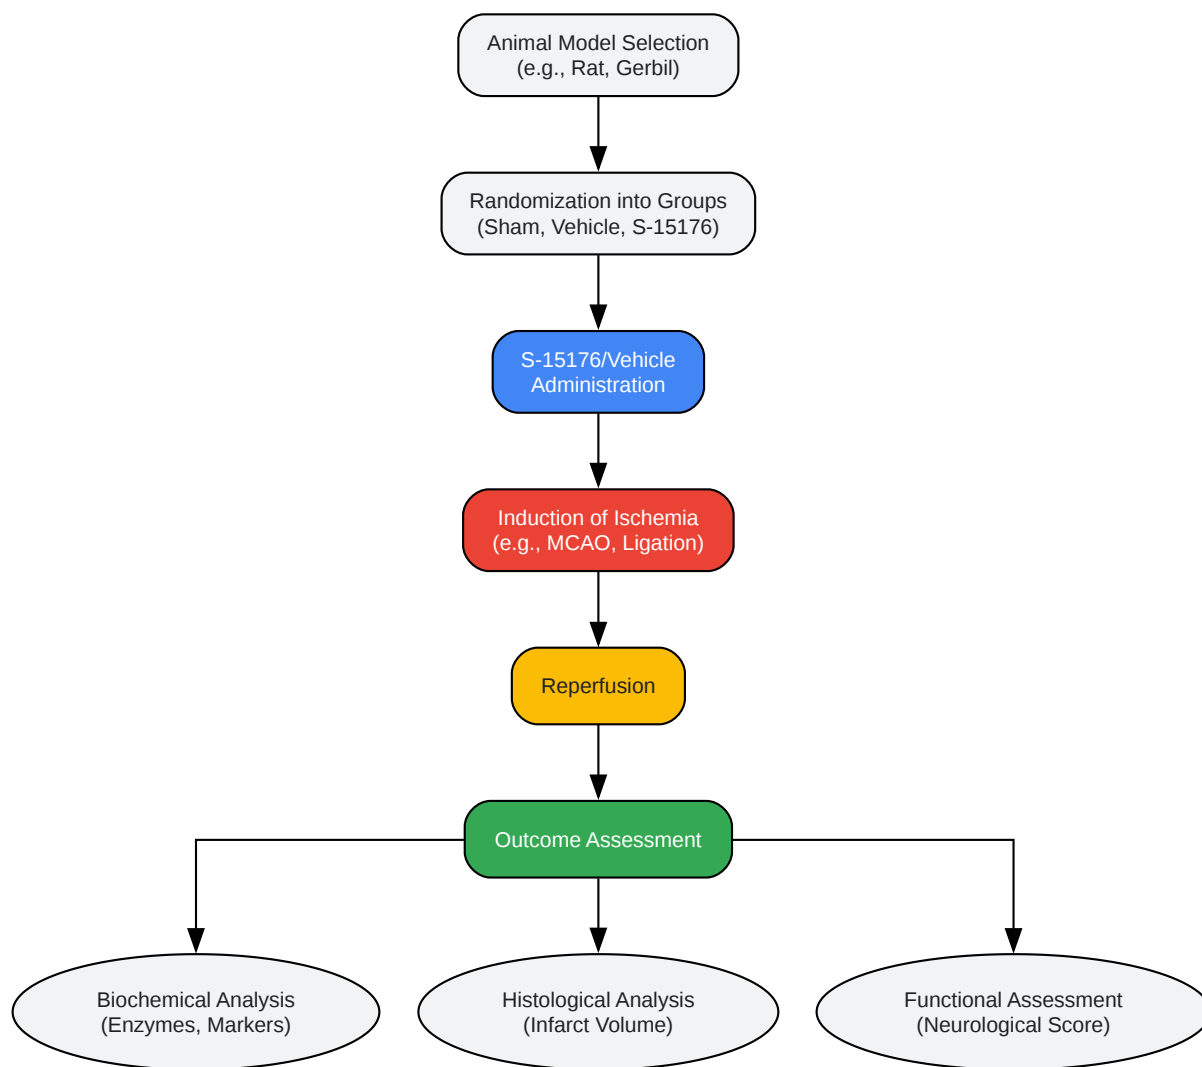 Animal Model Selection
(e.g., Rat, Gerbil)
Randomization into Groups
(Sham, Vehicle, S-15176)
S-15176/Vehicle
Administration
Induction of Ischemia
(e.g., MCAO, Ligation)
Reperfusion
Outcome Assessment
Biochemical Analysis
(Enzymes, Markers)
Histological Analysis
(Infarct Volume)
Functional Assessment
(Neurological Score)